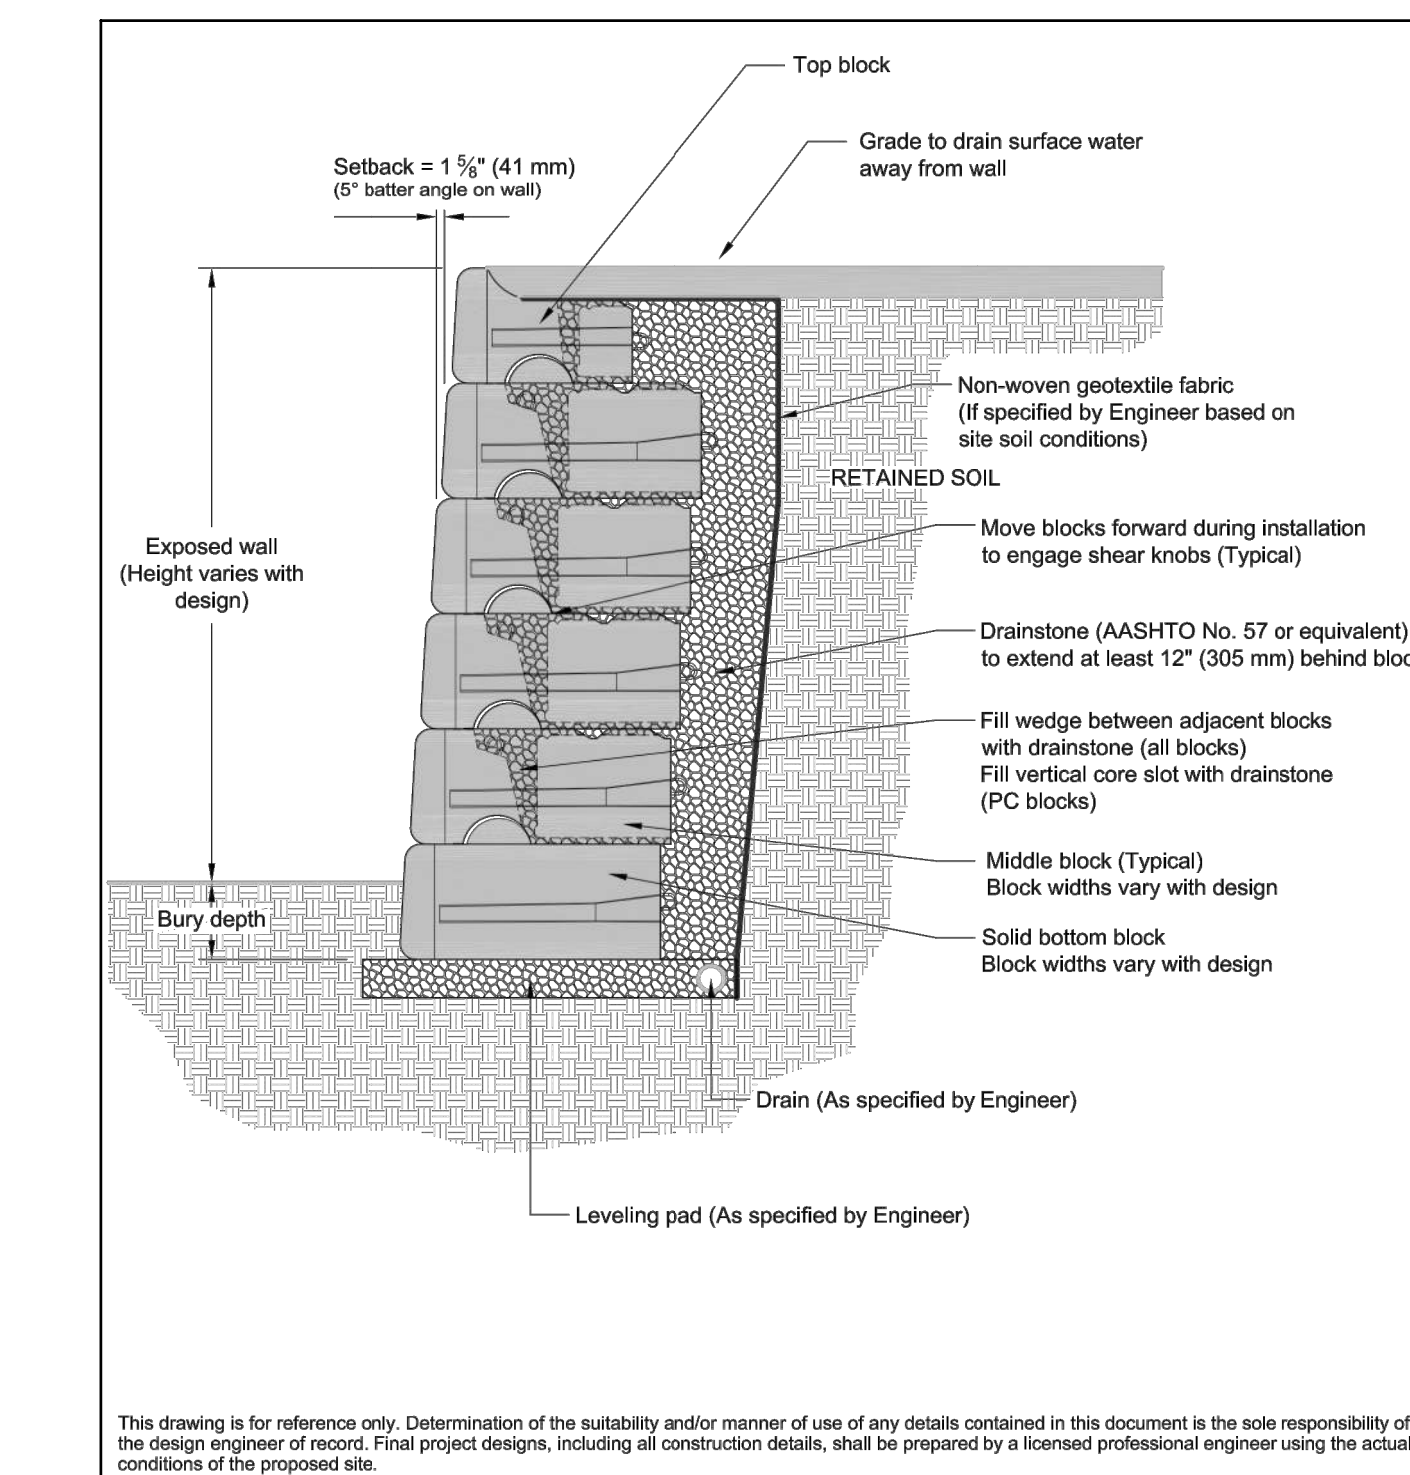 Top block
Grade to drain surface water
away from wall
Setback = 1 5/8" (41 mm)
(5° batter angle on wall)
Non-woven geotextile fabric
(If specified by Engineer based on
site soil conditions)
RETAINED SOIL
Move blocks forward during installation
to engage shear knobs (Typical)
Exposed wall
(Height varies with
design)
Drainstone (AASHTO No. 57 or equivalent)
to extend at least 12" (305 mm) behind
Fill wedge between adjacent blocks
with drainstone (all blocks)
Fill vertical core slot with drainstone
(PC blocks)
Middle block (Typical)
Block widths vary with design
Bury depth
Solid bottom block
Block widths vary with design
Drain (As specified by Engineer)
Leveling pad (As specified by Engineer)
This drawing is for reference only. Determination of the suitability and/or manner of use of any details contained in this document is the sole responsibility of
the design engineer of record. Final project designs, including all construction details, shall be prepared by a licensed professional engineer using the actual
conditions of the proposed site.